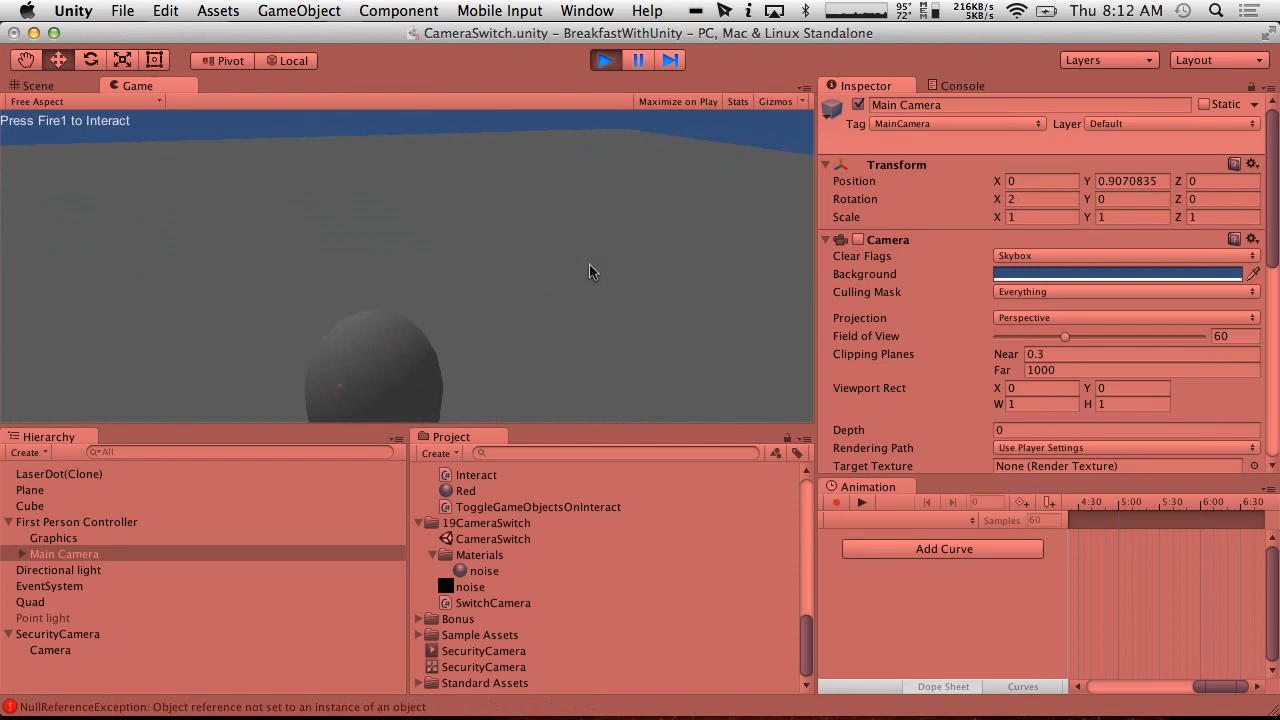 Unity File Edit Assets GameObject Component Mobile Input Window Help 95° 72° MEM 216KB/S 5KB/s Thu 8:12 AM
CameraSwitch.unity – BreakfastWithUnity – PC, Mac & Linux Standalone
Pivot Local Layers Layout
Scene Game
Free Aspect Maximize on Play Stats Gizmos
Press Fire1 to Interact
Inspector Console
Main Camera Static
Tag MainCamera Layer Default
Transform
Position X 0 Y 0.9070835 Z 0
Rotation X 2 Y 0 Z 0
Scale X 1 Y 1 Z 1
Camera
Clear Flags Skybox
Background
Culling Mask Everything
Projection Perspective
Field of View 60
Clipping Planes Near 0.3
Far 1000
Viewport Rect X 0 Y 0
W 1 H 1
Depth 0
Rendering Path Use Player Settings
Target Texture None (Render Texture)
Hierarchy
Create All
LaserDot(Clone)
Plane
Cube
First Person Controller
Graphics
Main Camera
Directional light
EventSystem
Quad
Point light
SecurityCamera
Camera
Project
Create
Interact
Red
ToggleGameObjectsOnInteract
19CameraSwitch
CameraSwitch
Materials
noise
noise
SwitchCamera
Bonus
Sample Assets
SecurityCamera
SecurityCamera
Standard Assets
Animation
0 4:30 5:00 5:30 6:00 6:30
Samples 60
Add Curve
Dope Sheet Curves
NullReferenceException: Object reference not set to an instance of an object